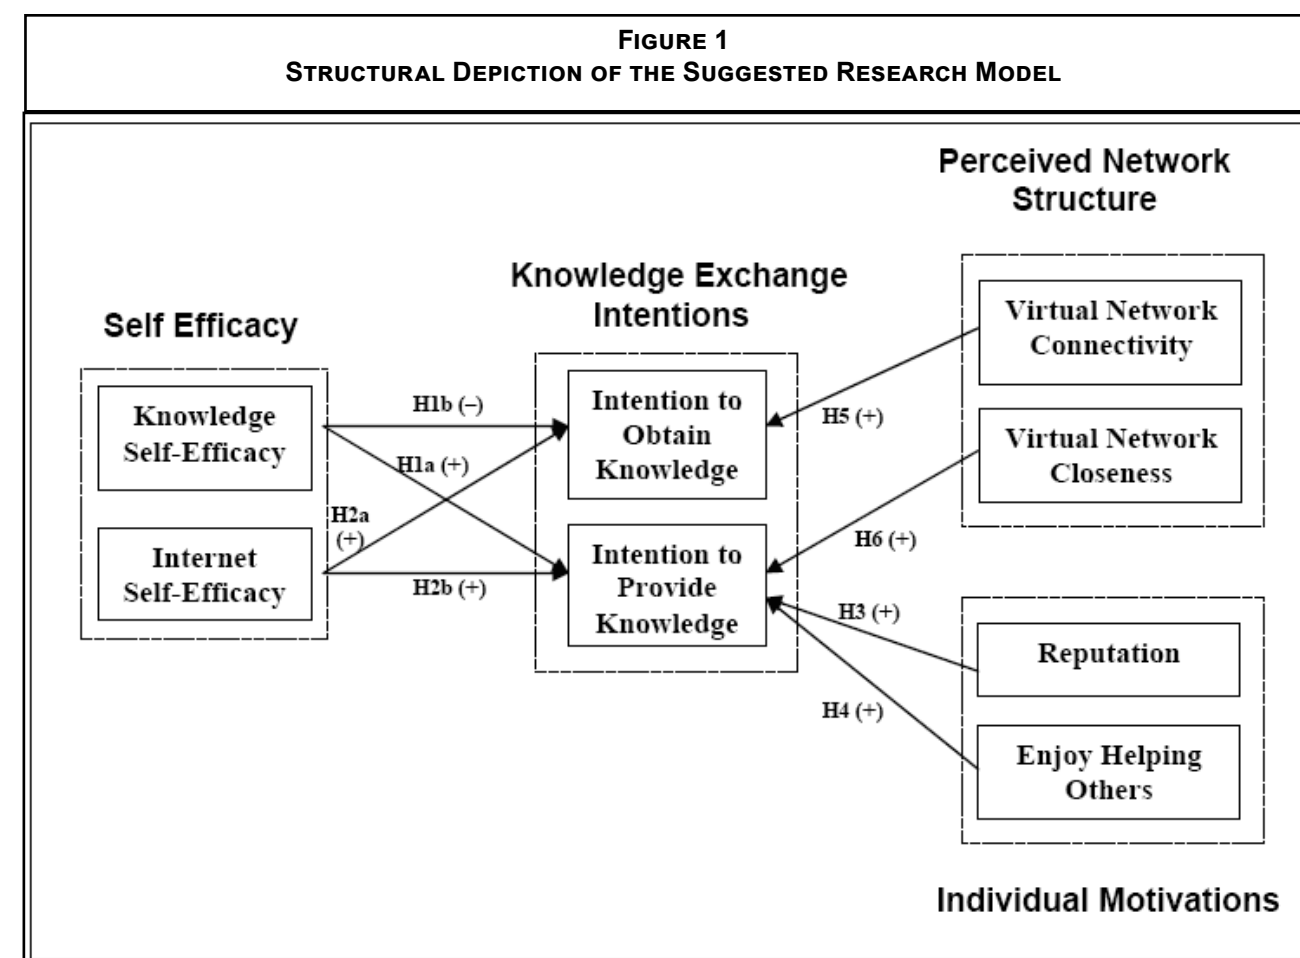 FIGURE 1
STRUCTURAL DEPICTION OF THE SUGGESTED RESEARCH MODEL
Perceived Network
Structure
Knowledge Exchange
Intentions
Self Efficacy
Virtual Network
Connectivity
Virtual Network
Closeness
Knowledge
Self-Efficacy
Internet
Self-Efficacy
H1b (–)
H1a (+)
H2a
(+)
H2b (+)
Intention to
Obtain
Knowledge
Intention to
Provide
Knowledge
H5 (+)
H6 (+)
H3 (+)
H4 (+)
Reputation
Enjoy Helping
Others
Individual Motivations